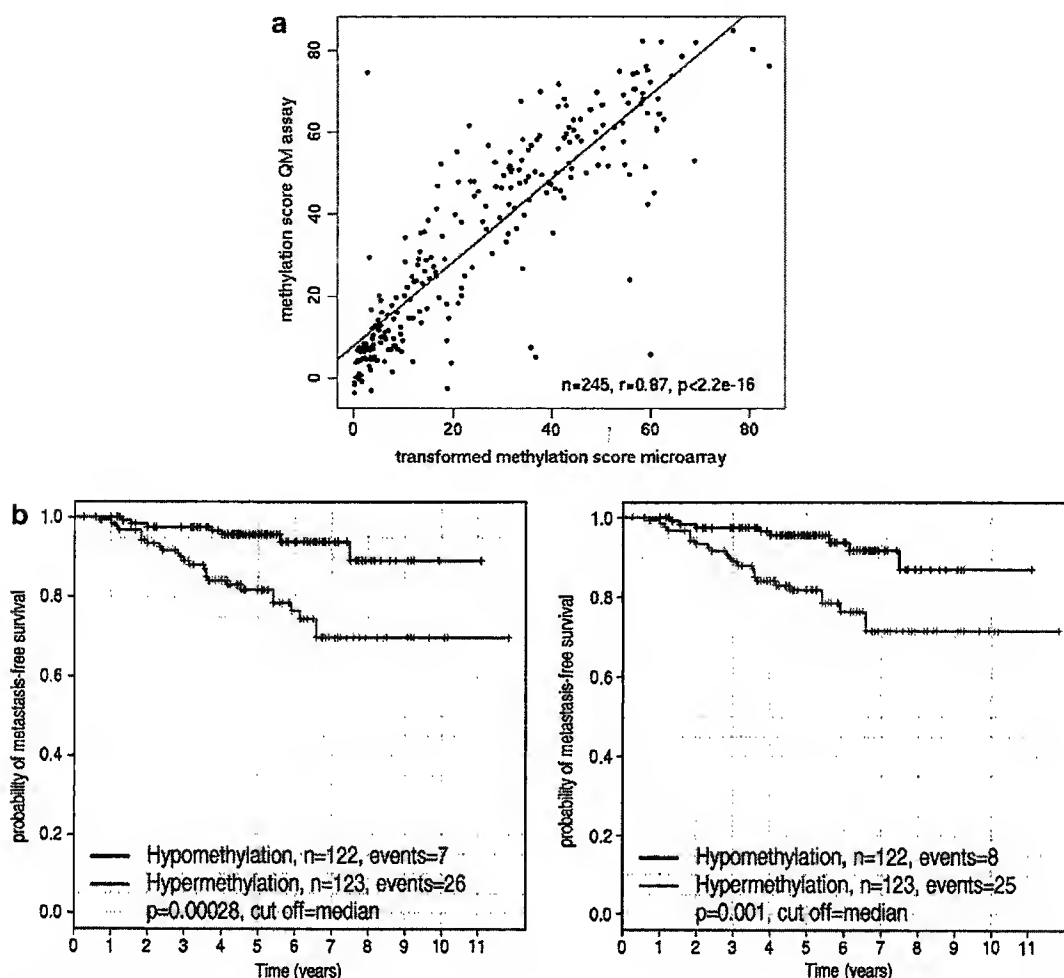 a
methylation score QM assay
80
60
40
20
0
n=245, r=0.87, p<2.2e-16
0 20 40 60 80
transformed methylation score microarray
b
probability of metastasis-free survival
1.0
0.8
0.6
0.4
0.2
0.0
Hypomethylation, n=122, events=7
Hypermethylation, n=123, events=26
p=0.00028, cut off=median
0 1 2 3 4 5 6 7 8 9 10 11
Time (years)
probability of metastasis-free survival
1.0
0.8
0.6
0.4
0.2
0.0
Hypomethylation, n=122, events=8
Hypermethylation, n=123, events=25
p=0.001, cut off=median
0 1 2 3 4 5 6 7 8 9 10 11
Time (years)